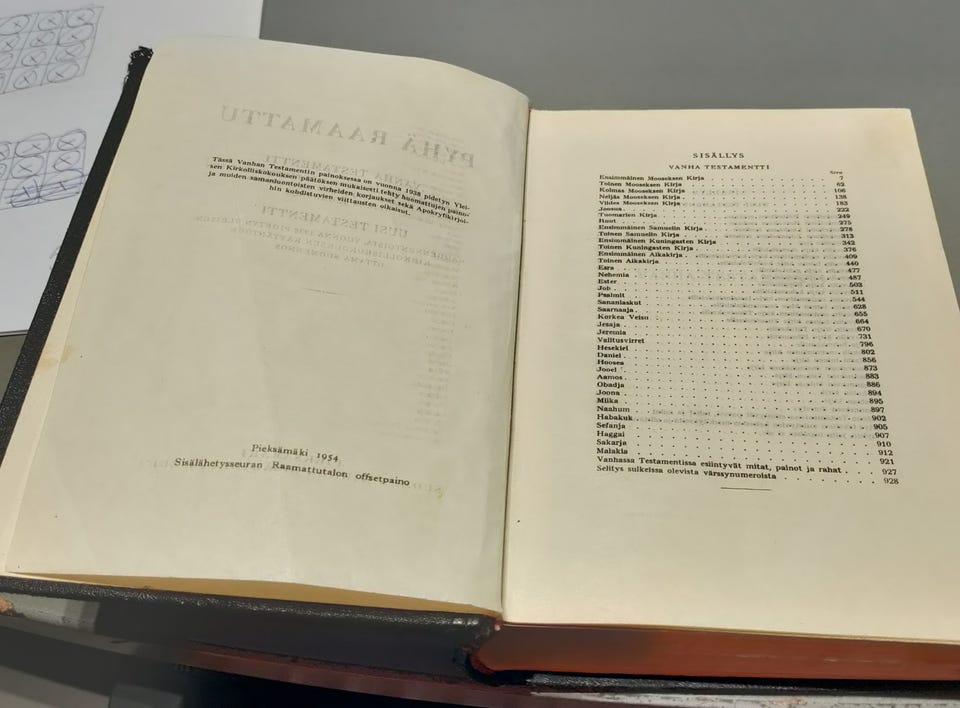 Tässä Vanhan Testamentin painoksessa on vuonna 1938 pidetyn Ylei-
sen Kirkolliskokouksen päätöksen mukaisesti tehty huomattujen paino-
ja muiden samanluontoisten virheiden korjaukset sekä Apokryfikirjoi-
hin kohdistuvien viittausten oikaisut.
Pieksämäki 1954
Sisälähetysseuran Raamattutalon offsetpaino
SISÄLLYS
VANHA TESTAMENTTI
Sivu
Ensimmäinen Mooseksen Kirja 7
Toinen Mooseksen Kirja 62
Kolmas Mooseksen Kirja 106
Neljäs Mooseksen Kirja 138
Viides Mooseksen Kirja 183
Joosua 222
Tuomarien Kirja 249
Ruut 275
Ensimmäinen Samuelin Kirja 278
Toinen Samuelin Kirja 313
Ensimmäinen Kuningasten Kirja 342
Toinen Kuningasten Kirja 376
Ensimmäinen Aikakirja 409
Toinen Aikakirja 440
Esra 477
Nehemia 487
Ester 503
Job 511
Psalmit 544
Sananlaskut 628
Saarnaaja 655
Korkea Veisu 664
Jesaja 670
Jeremia 731
Valitusvirret 796
Hesekiel 802
Daniel 856
Hoosea 873
Jooel 883
Aamos 886
Obadja 894
Joona 895
Miika 897
Naahum 902
Habakuk 905
Sefanja 907
Haggai 910
Sakarja 912
Malakia 921
Vanhassa Testamentissa esiintyvät mitat, painot ja rahat 927
Selitys sulkeissa olevista värssynumeroista 928